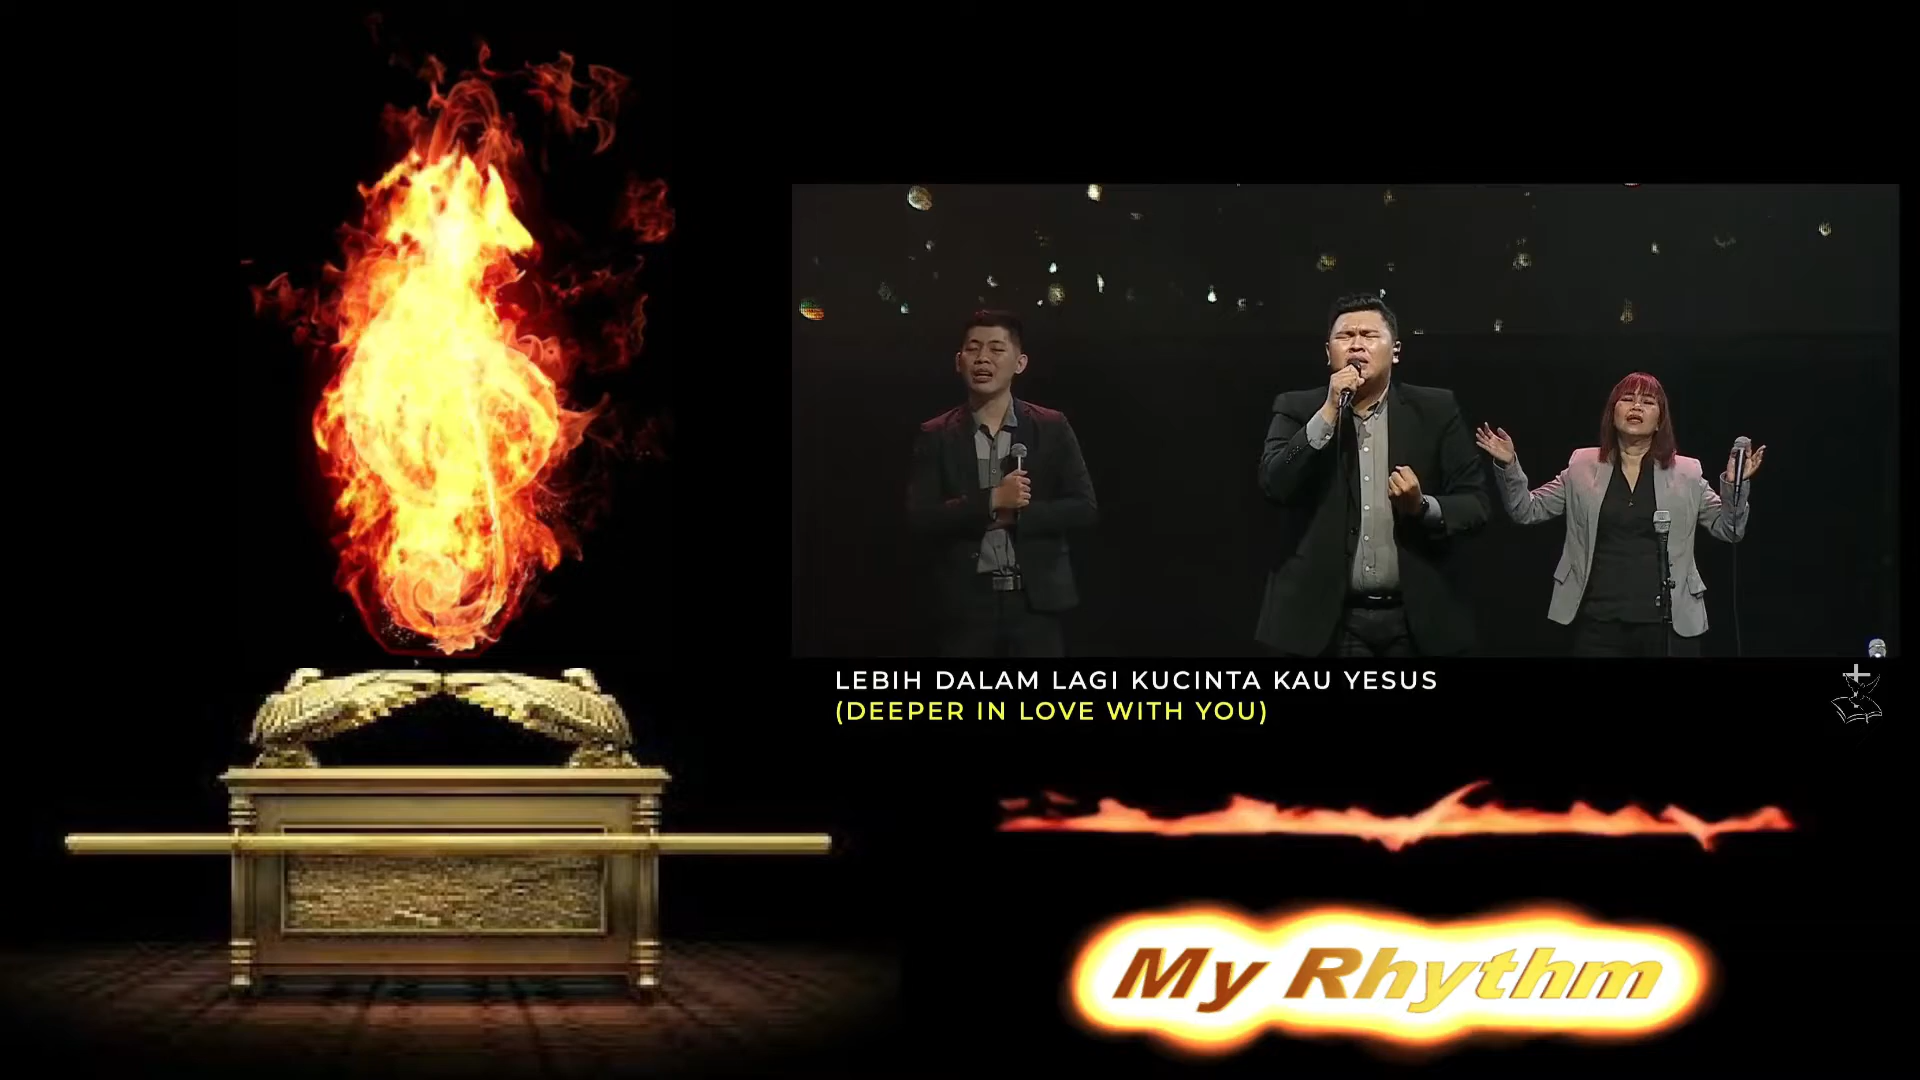 LEBIH DALAM LAGI KUCINTA KAU YESUS
(DEEPER IN LOVE WITH YOU)
My Rhythm